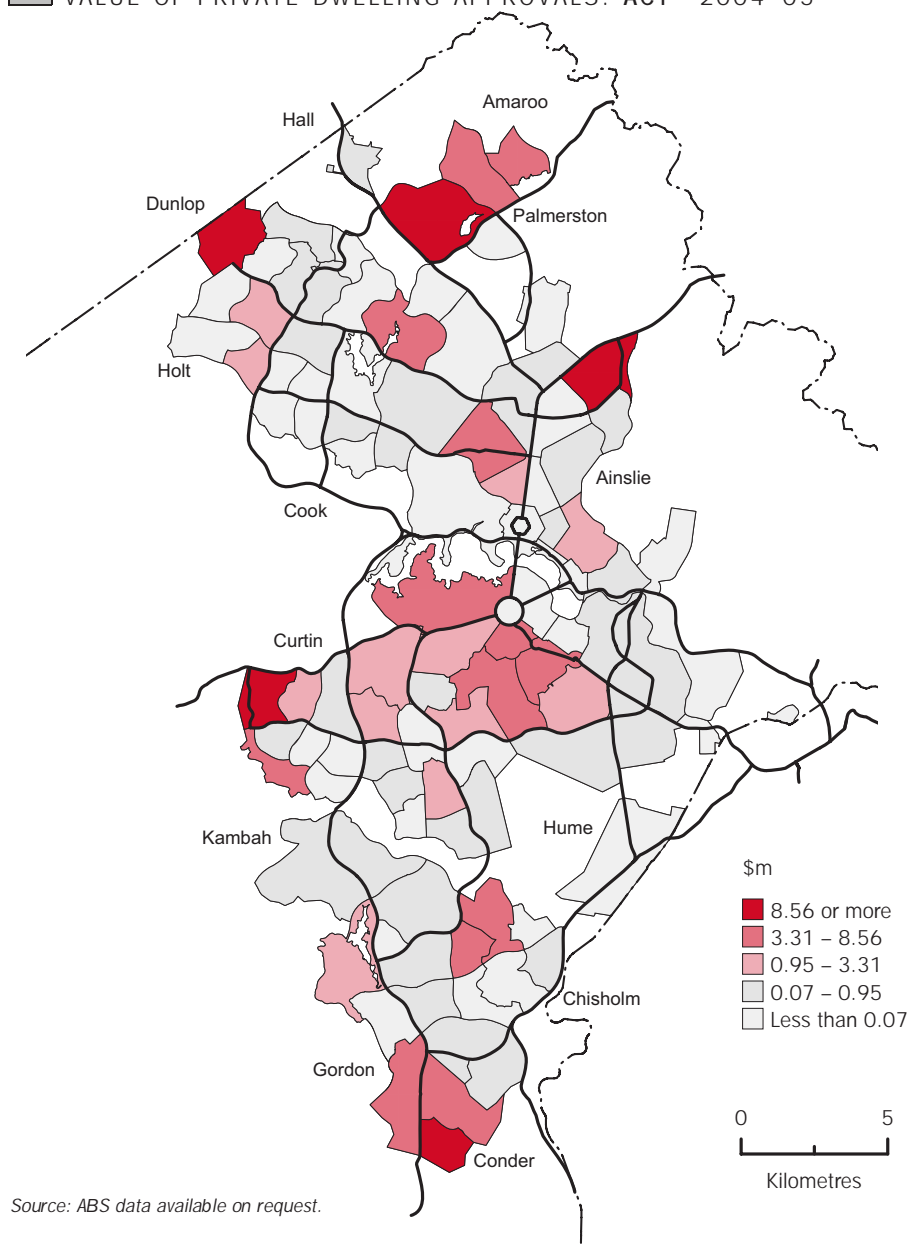 VALUE OF PRIVATE DWELLING APPROVALS, ACT—2004–05
Amaroo
Hall
Dunlop
Palmerston
Holt
Ainslie
Cook
Curtin
Kambah
Hume
$m
8.56 or more
3.31 – 8.56
0.95 – 3.31
0.07 – 0.95
Less than 0.07
Chisholm
Gordon
0 5
Kilometres
Conder
Source: ABS data available on request.